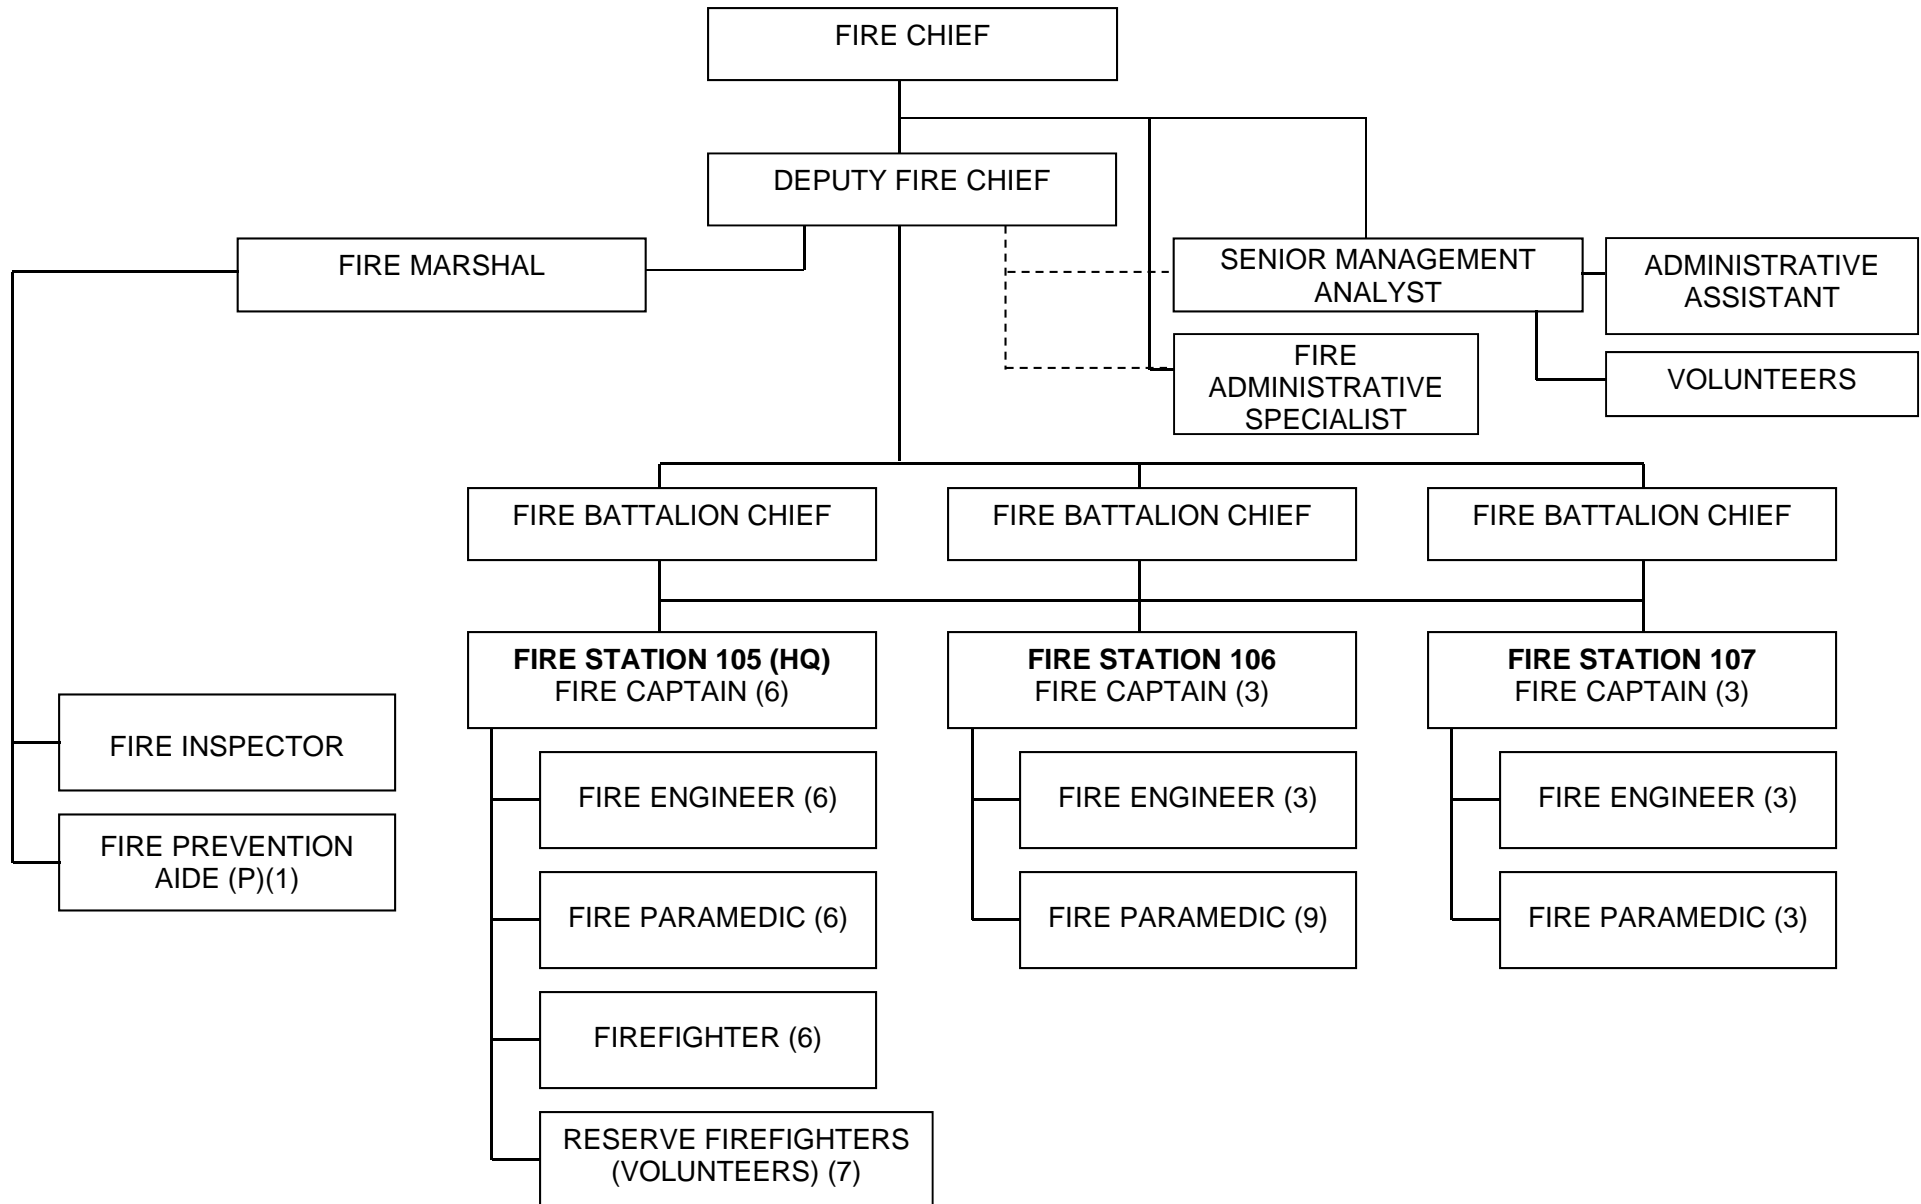 FIRE CHIEF
DEPUTY FIRE CHIEF
FIRE MARSHAL
SENIOR MANAGEMENT
ANALYST
ADMINISTRATIVE
ASSISTANT
FIRE
ADMINISTRATIVE
SPECIALIST
VOLUNTEERS
FIRE BATTALION CHIEF
FIRE BATTALION CHIEF
FIRE BATTALION CHIEF
FIRE STATION 105 (HQ)
FIRE CAPTAIN (6)
FIRE STATION 106
FIRE CAPTAIN (3)
FIRE STATION 107
FIRE CAPTAIN (3)
FIRE INSPECTOR
FIRE PREVENTION
AIDE (P)(1)
FIRE ENGINEER (6)
FIRE ENGINEER (3)
FIRE ENGINEER (3)
FIRE PARAMEDIC (6)
FIRE PARAMEDIC (9)
FIRE PARAMEDIC (3)
FIREFIGHTER (6)
RESERVE FIREFIGHTERS
(VOLUNTEERS) (7)